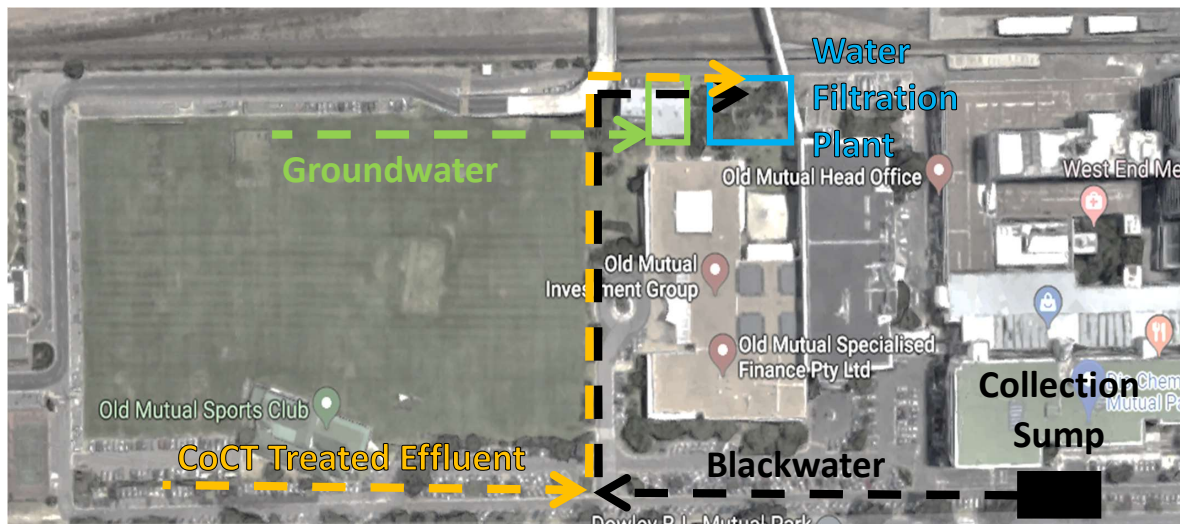 Water
Filtration
Plant
Groundwater
Old Mutual Head Office
West End Me
Old Mutual
Investment Group
Old Mutual Specialised
Finance Pty Ltd
Old Mutual Sports Club
Collection
Sump
CoCT Treated Effluent
Blackwater